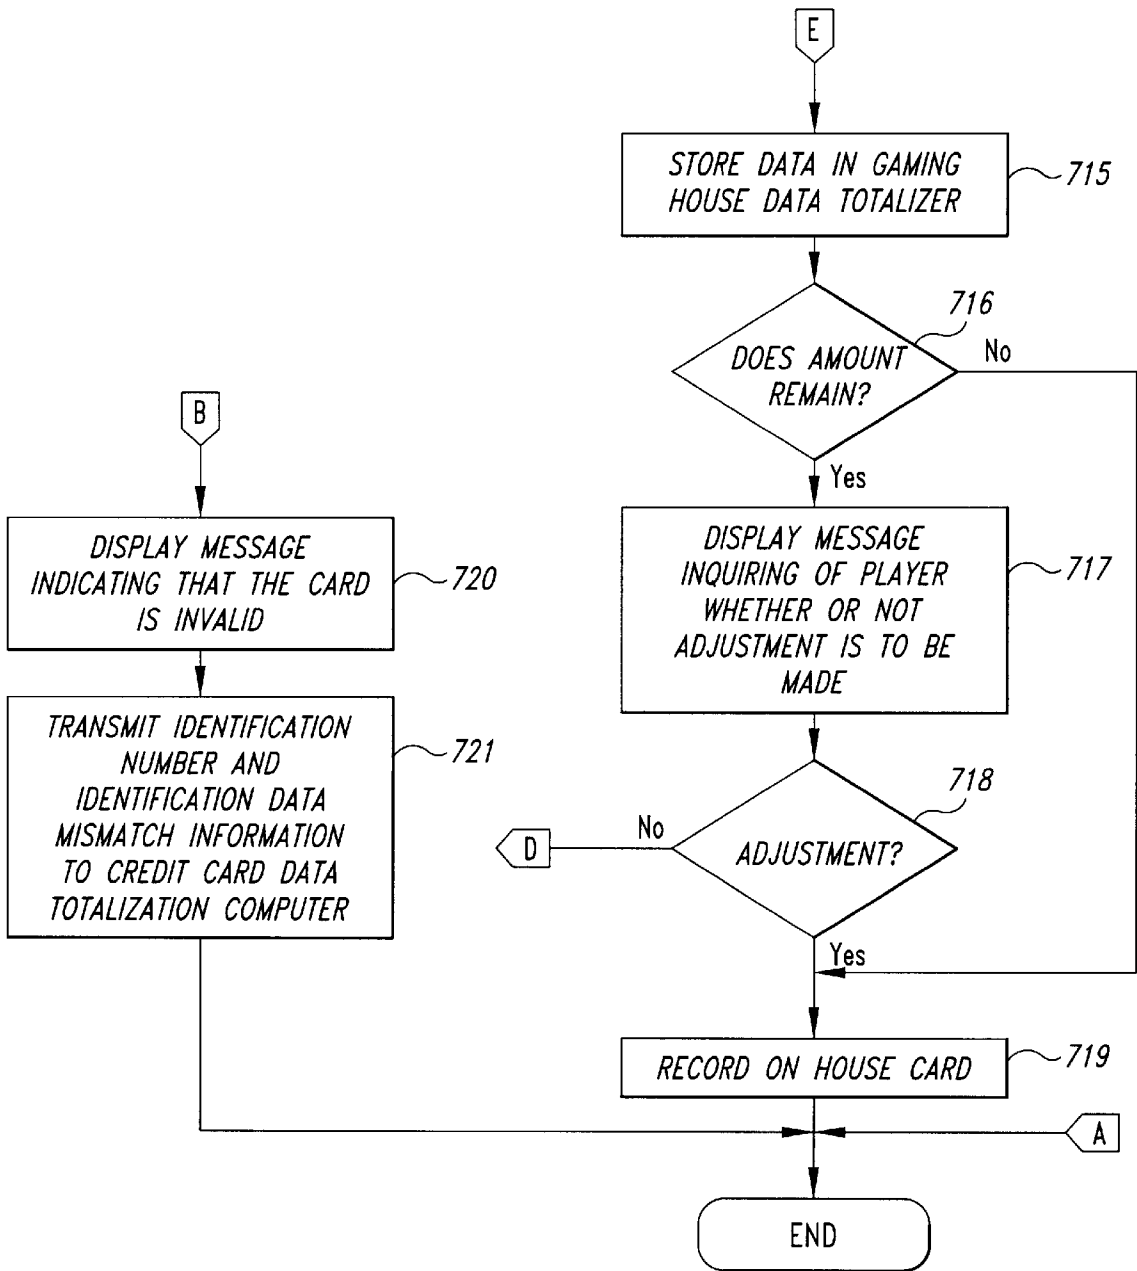 E
STORE DATA IN GAMING
HOUSE DATA TOTALIZER
715
716
DOES AMOUNT
REMAIN?
No
Yes
DISPLAY MESSAGE
INQUIRING OF PLAYER
WHETHER OR NOT
ADJUSTMENT IS TO BE
MADE
717
718
ADJUSTMENT?
No
D
Yes
RECORD ON HOUSE CARD
719
A
END
B
DISPLAY MESSAGE
INDICATING THAT THE CARD
IS INVALID
720
TRANSMIT IDENTIFICATION
NUMBER AND
IDENTIFICATION DATA
MISMATCH INFORMATION
TO CREDIT CARD DATA
TOTALIZATION COMPUTER
721